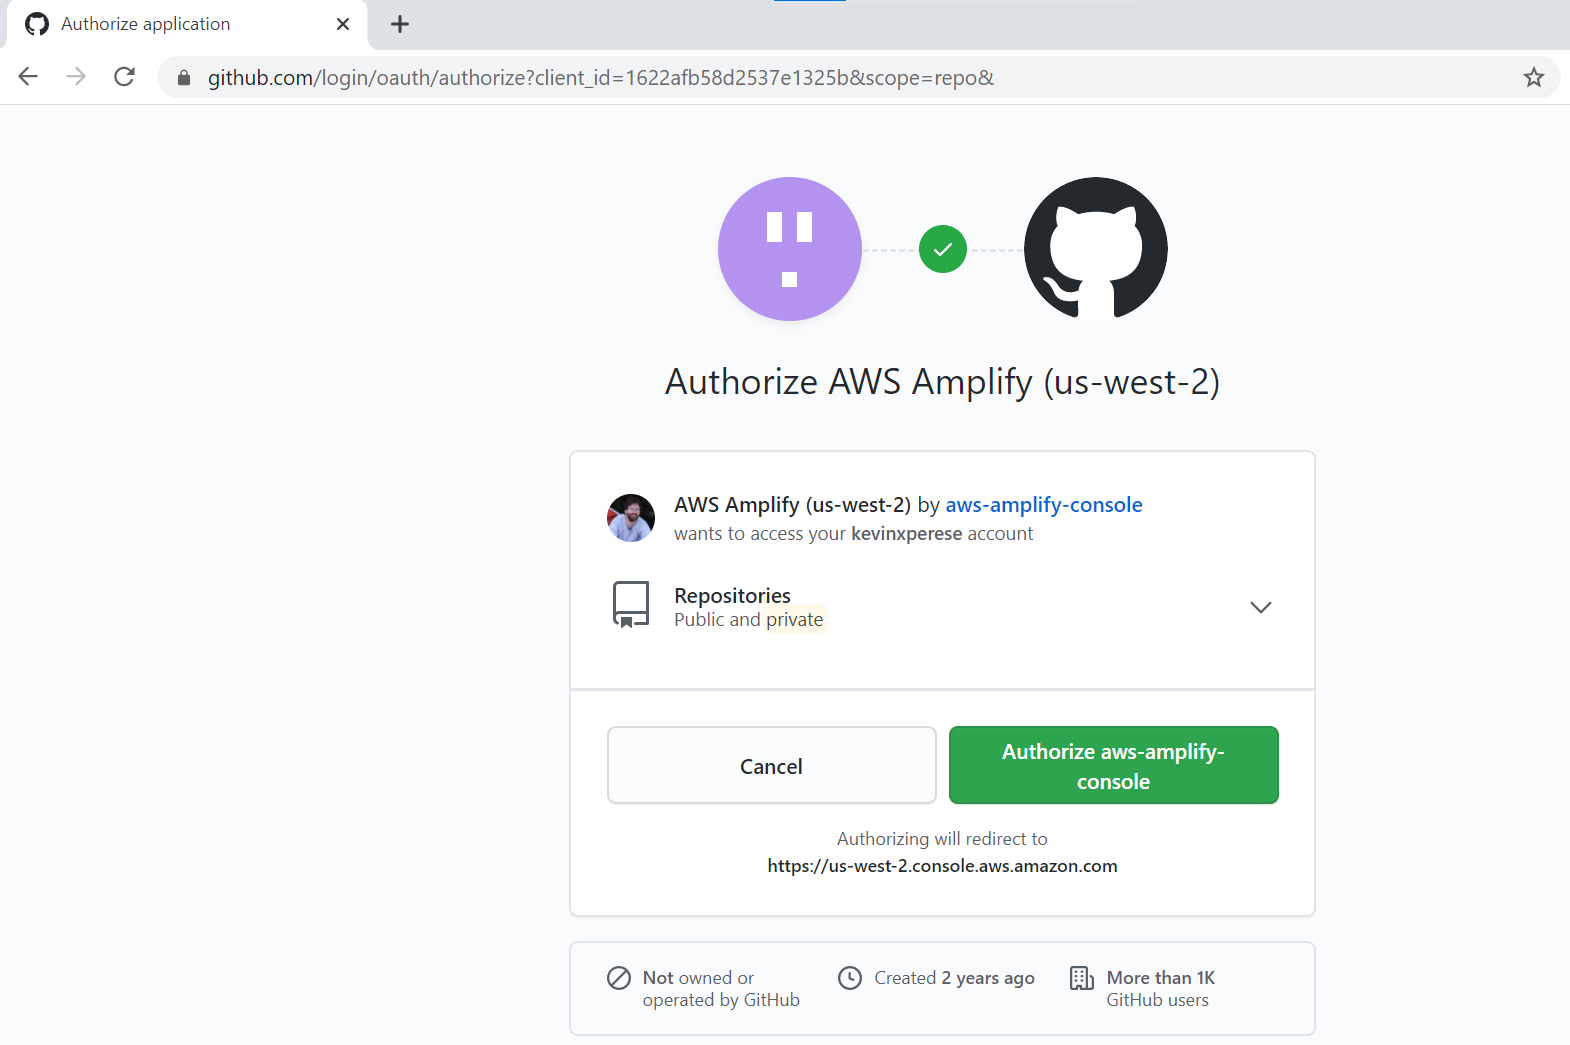 Authorize application
github.com/login/oauth/authorize?client_id=1622afb58d2537e1325b&scope=repo&
Authorize AWS Amplify (us-west-2)
AWS Amplify (us-west-2) by aws-amplify-console
wants to access your kevinxperese account
Repositories
Public and private
Cancel
Authorize aws-amplify-
console
Authorizing will redirect to
https://us-west-2.console.aws.amazon.com
Not owned or
operated by GitHub
Created 2 years ago
More than 1K
GitHub users